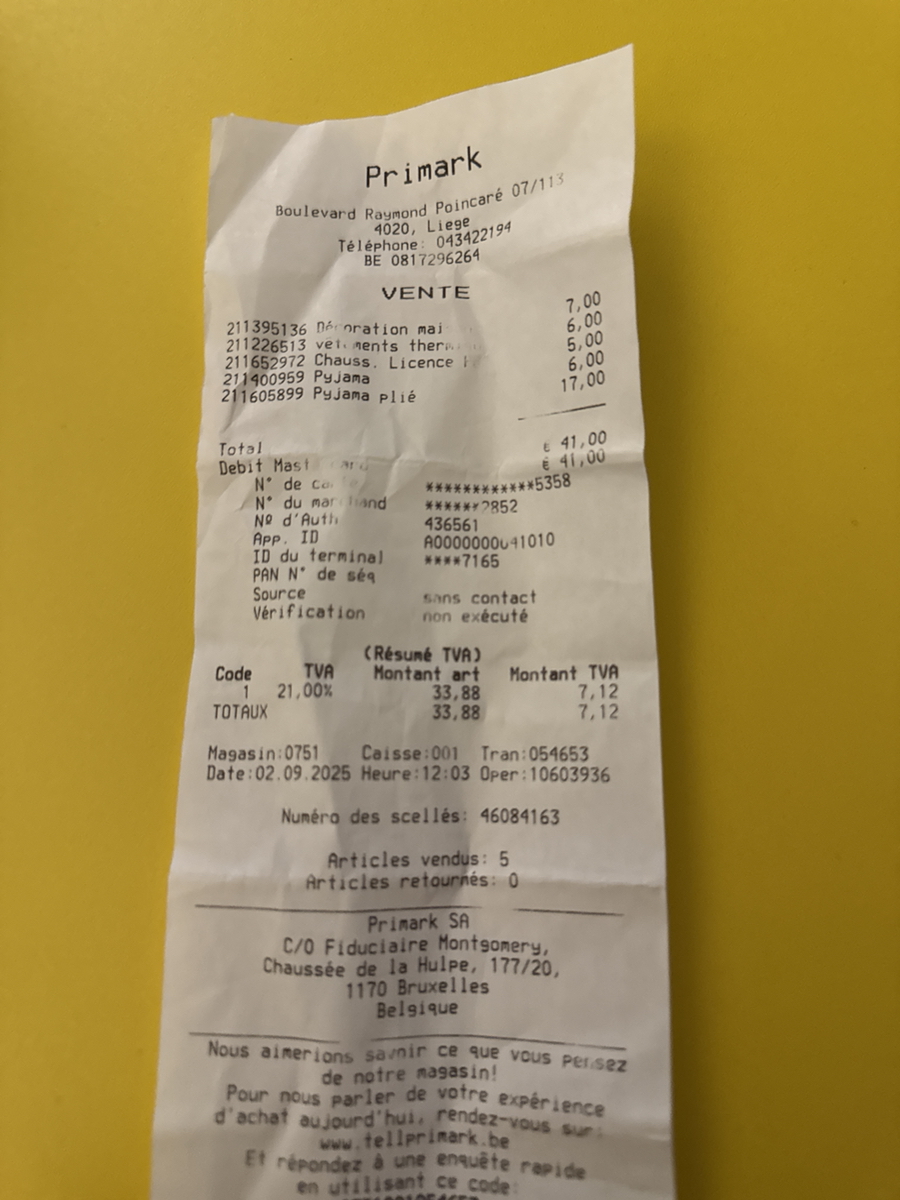 Primark
Boulevard Raymond Poincaré 07/113
4020, Liege
Téléphone: 043422194
BE 0817296264
VENTE
211395136 Décoration mai 7,00
211226513 vêtements therm 6,00
211652972 Chauss. Licence 5,00
211400959 Pyjama 6,00
211605899 Pyjama plié 17,00
Total € 41,00
Debit Mastercard € 41,00
N° de carte ************5358
N° du marchand ******2852
Nº d'Auth 436561
App. ID A0000000041010
ID du terminal ****7165
PAN N° de séq
Source sans contact
Vérification non exécuté
(Résumé TVA)
Code TVA Montant art Montant TVA
1 21,00% 33,88 7,12
TOTAUX 33,88 7,12
Magasin:0751 Caisse:001 Tran:054653
Date:02.09.2025 Heure:12:03 Oper:10603936
Numéro des scellés: 46084163
Articles vendus: 5
Articles retournés: 0
Primark SA
C/O Fiduciaire Montgomery,
Chaussée de la Hulpe, 177/20,
1170 Bruxelles
Belgique
Nous aimerions savoir ce que vous pensez
de notre magasin!
Pour nous parler de votre expérience
d'achat aujourd'hui, rendez-vous sur:
www.tellprimark.be
Et répondez à une enquête rapide
en utilisant ce code: